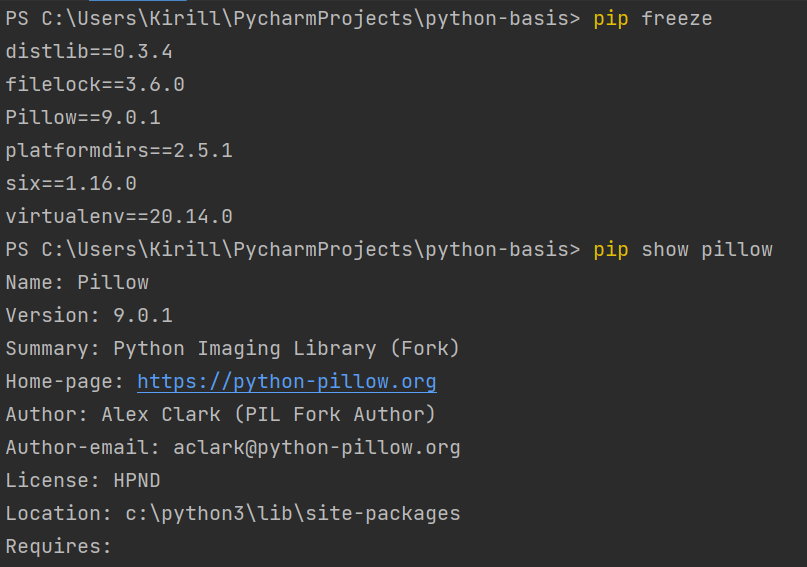 PS C:\Users\Kirill\PycharmProjects\python-basis> pip freeze
distlib==0.3.4
filelock==3.6.0
Pillow==9.0.1
platformdirs==2.5.1
six==1.16.0
virtualenv==20.14.0
PS C:\Users\Kirill\PycharmProjects\python-basis> pip show pillow
Name: Pillow
Version: 9.0.1
Summary: Python Imaging Library (Fork)
Home-page: https://python-pillow.org
Author: Alex Clark (PIL Fork Author)
Author-email: aclark@python-pillow.org
License: HPND
Location: c:\python3\lib\site-packages
Requires: